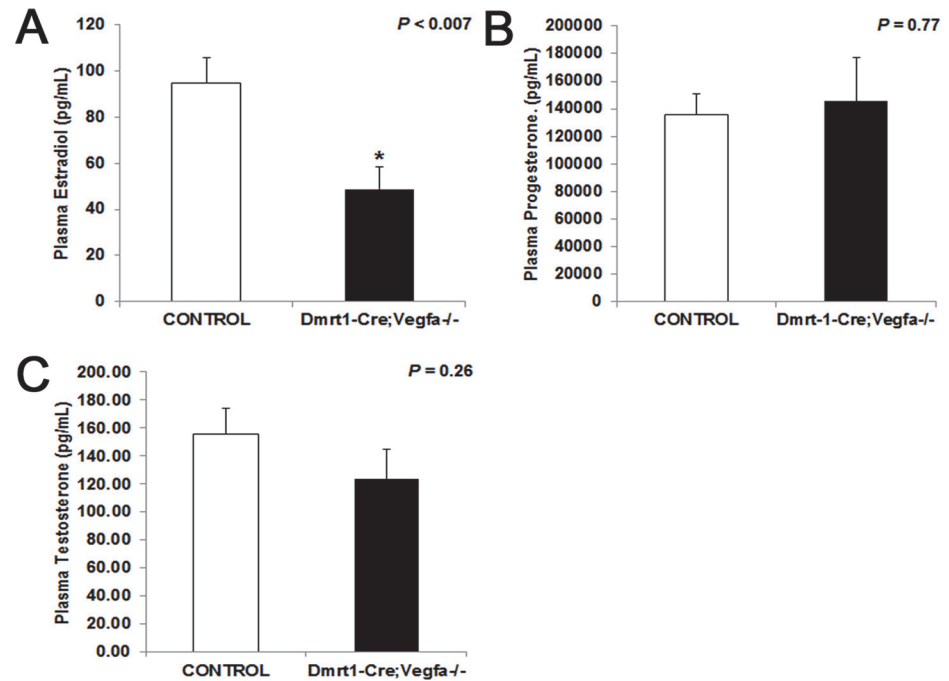 A
P < 0.007
Plasma Estradiol (pg/mL)
120
100
80
60
40
20
0
*
CONTROL
Dmrt1-Cre;Vegfa-/-
B
P = 0.77
Plasma Progesterone. (pg/mL)
200000
180000
160000
140000
120000
100000
80000
60000
40000
20000
0
CONTROL
Dmrt-1-Cre;Vegfa-/-
C
P = 0.26
Plasma Testosterone (pg/mL)
200.00
180.00
160.00
140.00
120.00
100.00
80.00
60.00
40.00
20.00
0.00
CONTROL
Dmrt1-Cre;Vegfa-/-